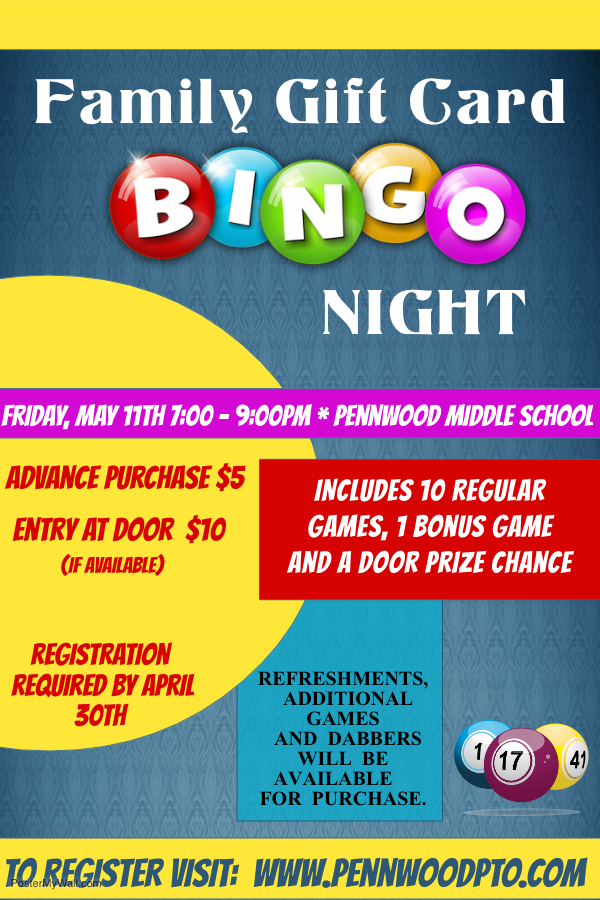 Family Gift Card
BINGO
NIGHT
FRIDAY, MAY 11TH 7:00 - 9:00PM * PENNWOOD MIDDLE SCHOOL
ADVANCE PURCHASE $5
ENTRY AT DOOR $10
(IF AVAILABLE)
INCLUDES 10 REGULAR
GAMES, 1 BONUS GAME
AND A DOOR PRIZE CHANCE
REGISTRATION
REQUIRED BY APRIL
30TH
REFRESHMENTS,
ADDITIONAL
GAMES
AND DABBERS
WILL BE
AVAILABLE
FOR PURCHASE.
1 17 41
TO REGISTER VISIT: WWW.PENNWOODPTO.COM
PosterMyWall.com